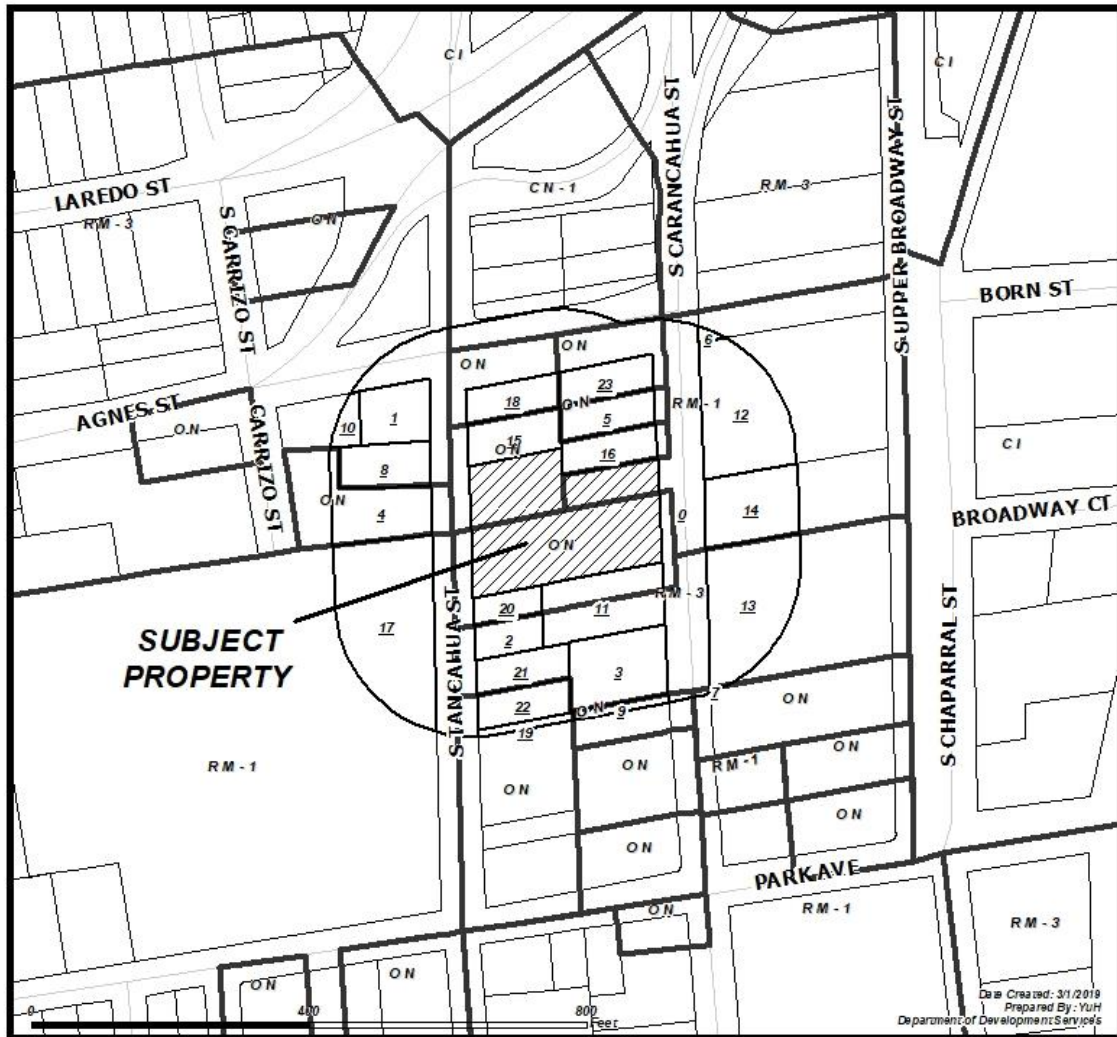 CI
CI
S CARANCAHUA ST
S UPPER BROADWAY ST
LAREDO ST
RM - 3
CN - 1
RM - 3
ON
S CARRIZO ST
BORN ST
6
ON
ON
23
18
ON
RM - 1
12
AGNES ST
10
1
5
ON
15
ON
16
CI
8
CARRIZO ST
ON
4
0
14
BROADWAY CT
ON
RM - 3
20
11
13
17
2
SUBJECT
PROPERTY
S TANCAHUA ST
21
3
S CHAPARRAL ST
22
ON
9
7
ON
19
RM - 1
ON
RM - 1
ON
ON
ON
ON
PARK AVE
ON
RM - 1
RM - 3
ON
ON
Date Created: 3/1/2019
Prepared By: YuH
Department of Development Services
0
400
800
Feet